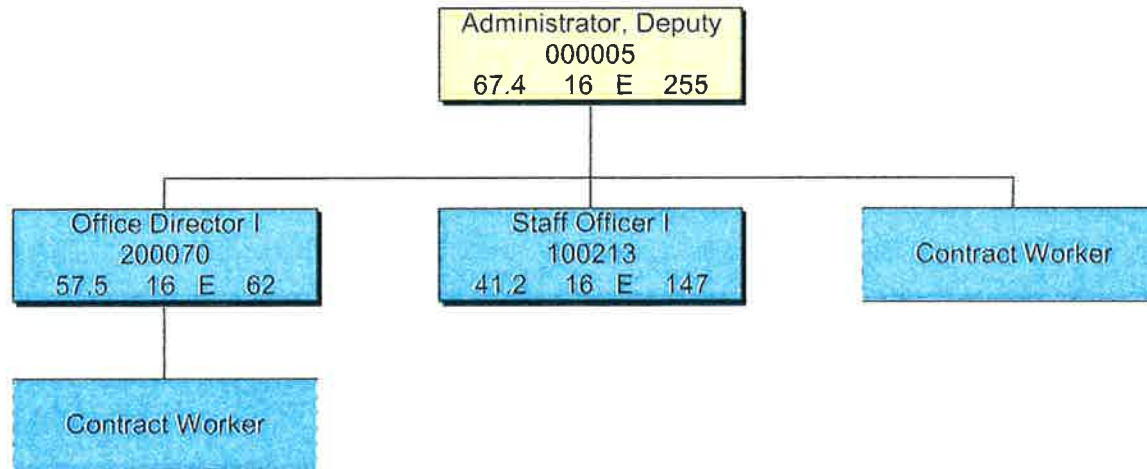 Administrator, Deputy
000005
67.4 16 E 255
Office Director I
200070
57.5 16 E 62
Staff Officer I
100213
41.2 16 E 147
Contract Worker
Contract Worker